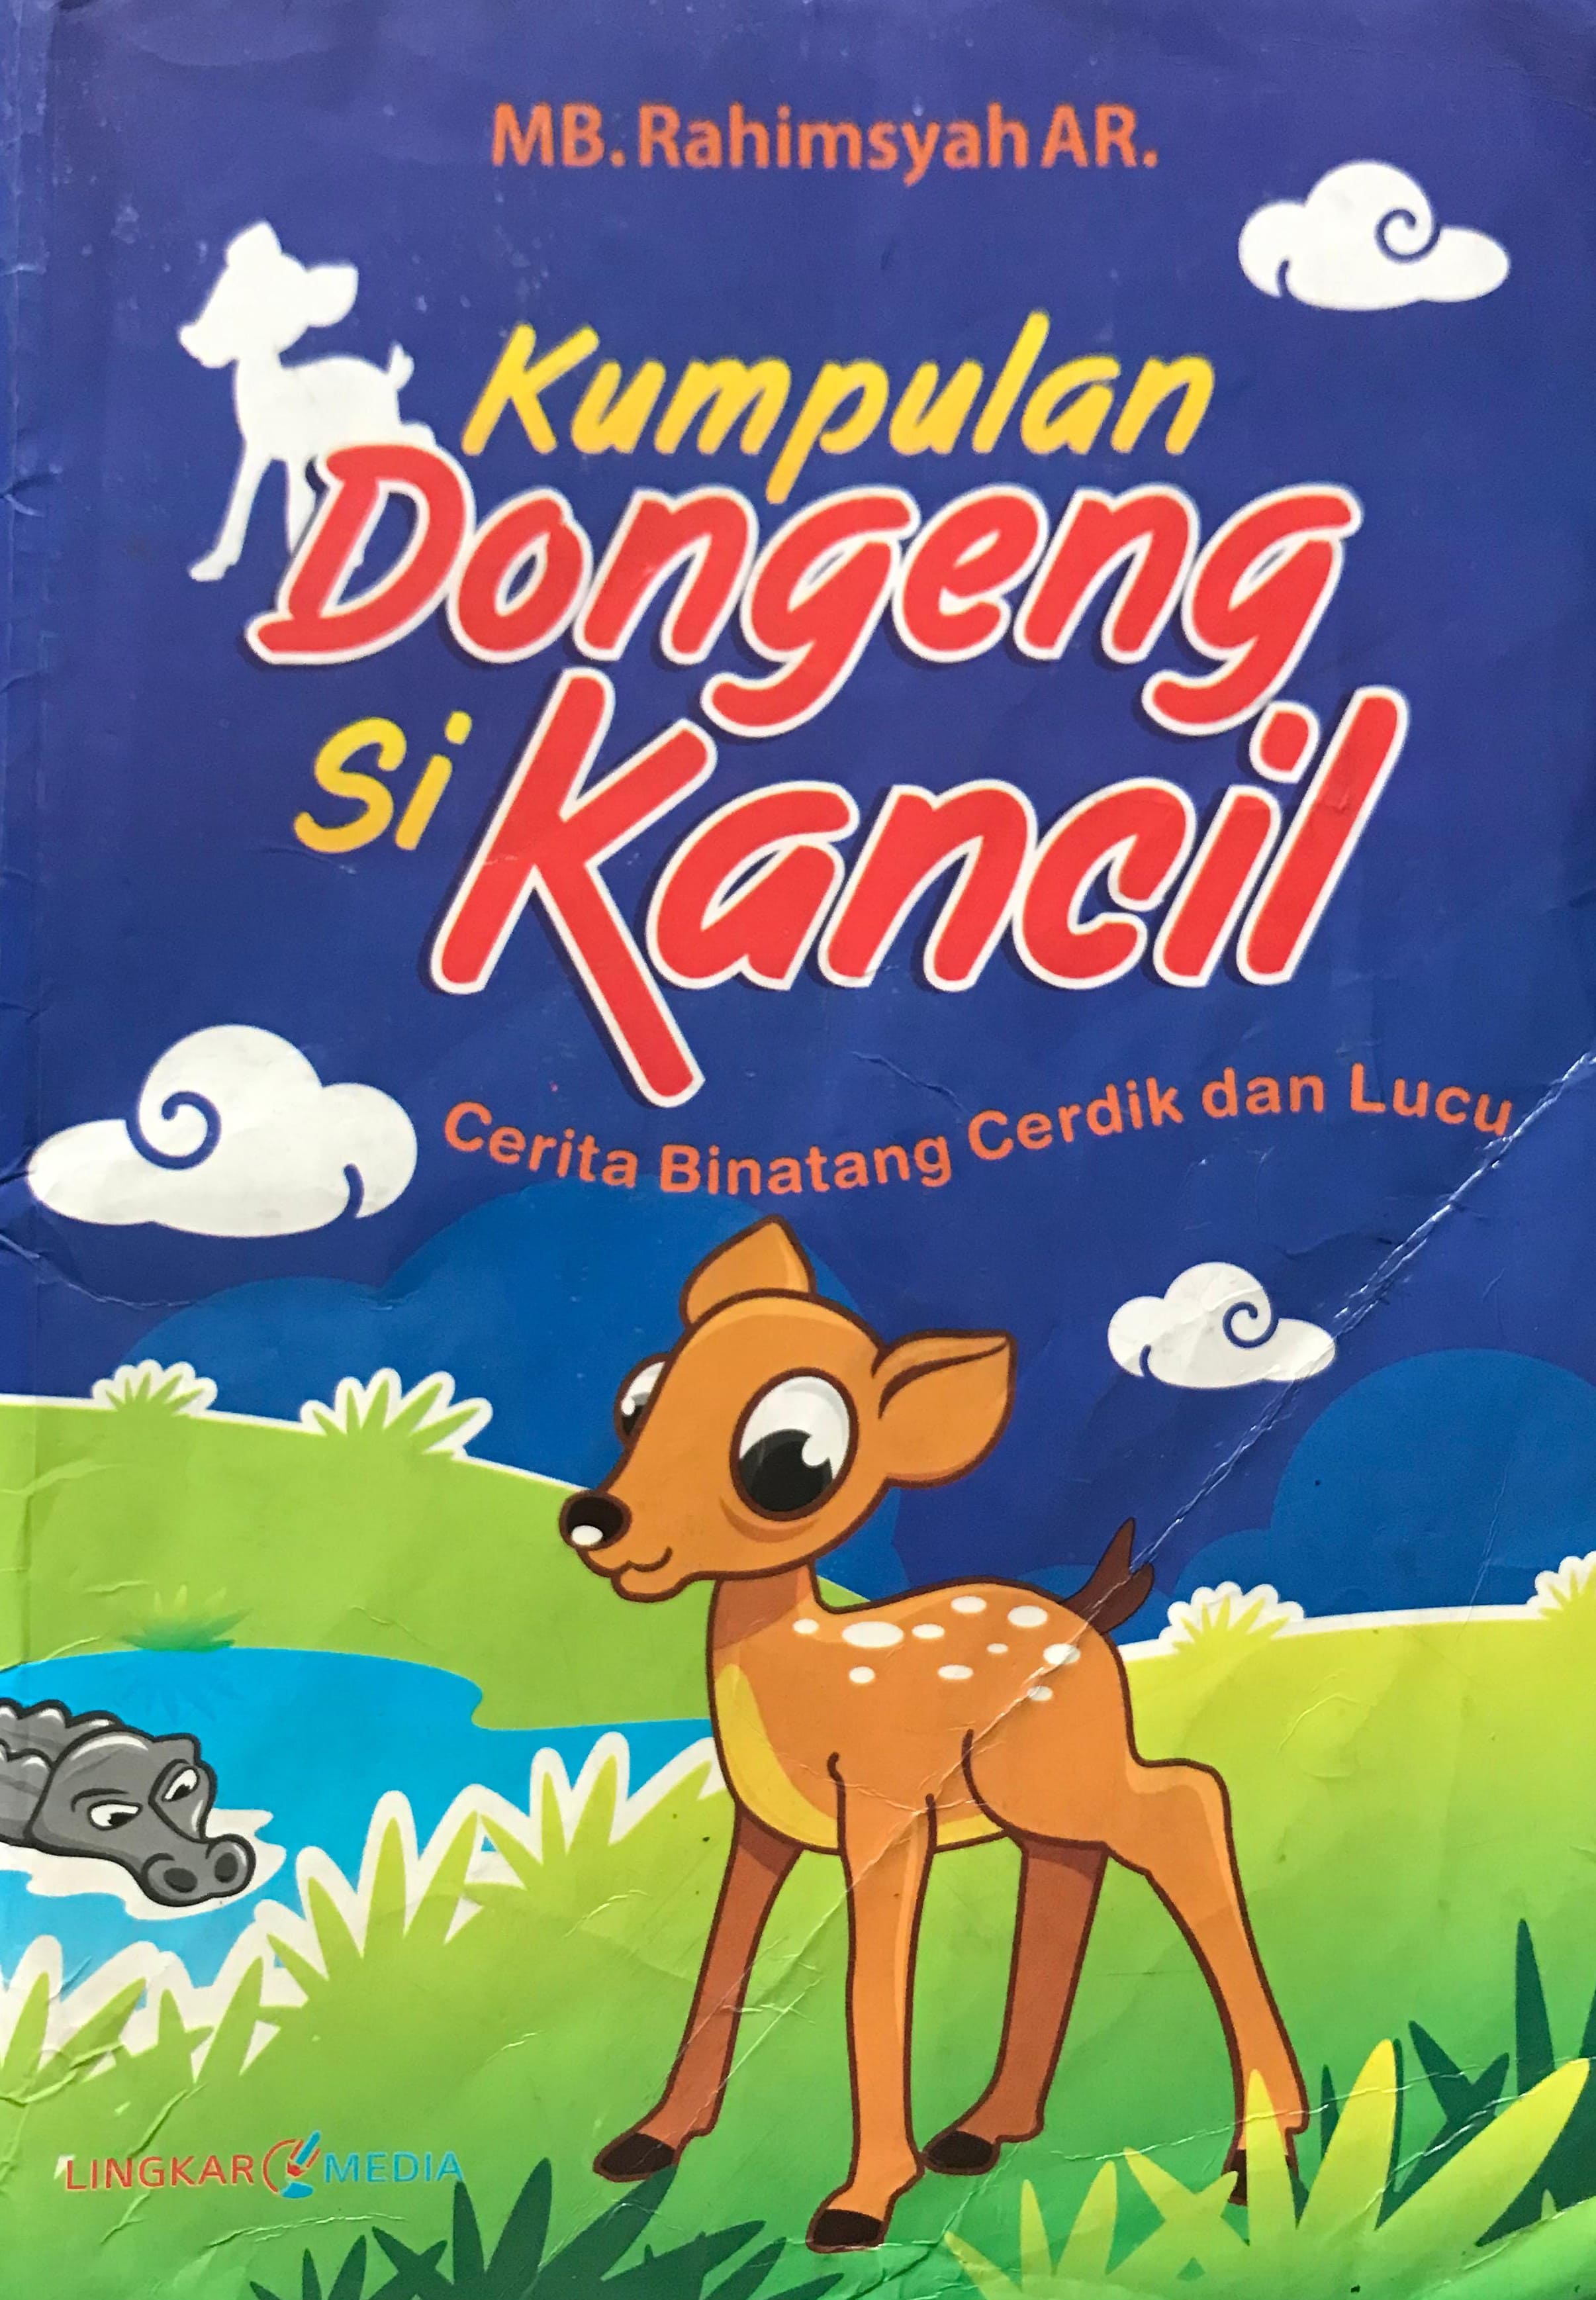 MB. Rahimsyah AR.
Kumpulan
Dongeng
Si Kancil
Cerita Binatang Cerdik dan Lucu
LINGKAR MEDIA